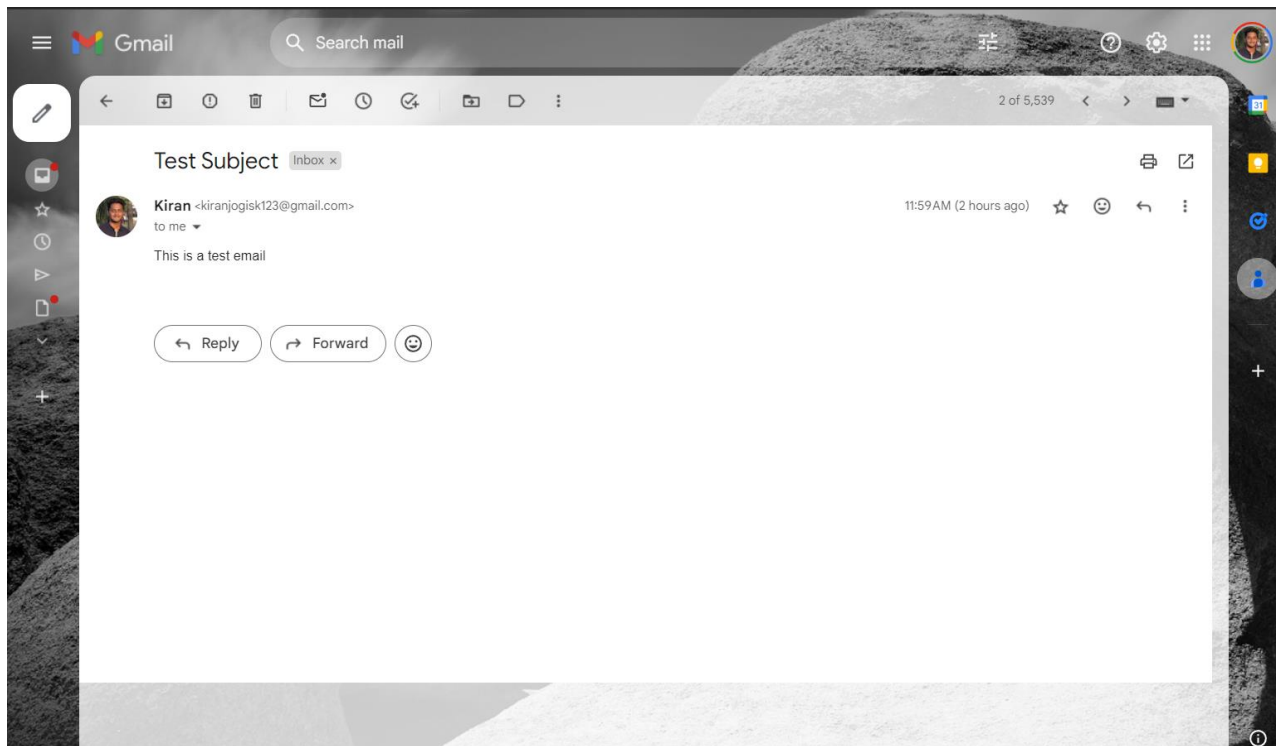 Gmail
Search mail
2 of 5,539
31
Test Subject Inbox ×
Kiran <kiranjogisk123@gmail.com> 11:59 AM (2 hours ago)
to me
This is a test email
Reply Forward